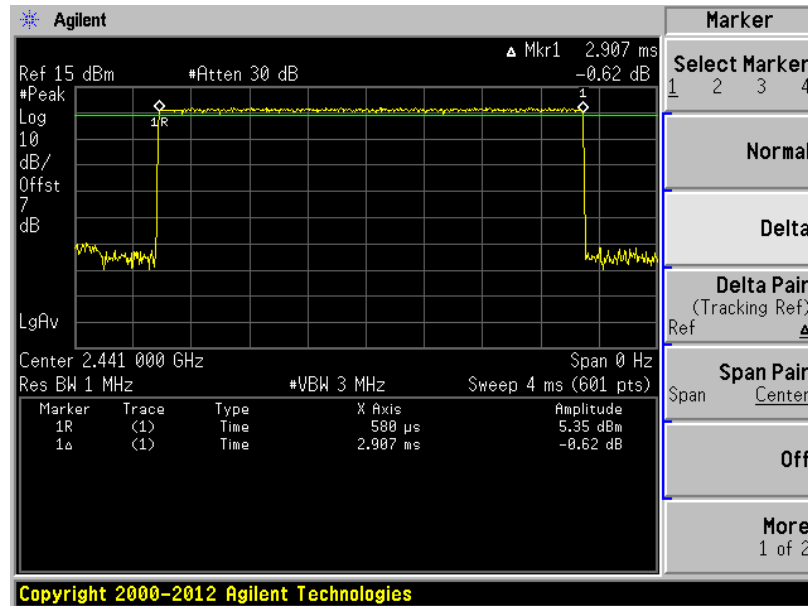 Agilent
Marker
Δ Mkr1 2.907 ms
Ref 15 dBm #Atten 30 dB -0.62 dB
#Peak
Log
10
dB/
Offst
7
dB
LgAv
1R
1
Center 2.441 000 GHz Span 0 Hz
Res BW 1 MHz #VBW 3 MHz Sweep 4 ms (601 pts)
Marker Trace Type X Axis Amplitude
1R (1) Time 580 µs 5.35 dBm
1Δ (1) Time 2.907 ms -0.62 dB
Select Marker
1 2 3 4
Normal
Delta
Delta Pair
(Tracking Ref)
Ref Δ
Span Pair
Span Center
Off
More
1 of 2
Copyright 2000-2012 Agilent Technologies